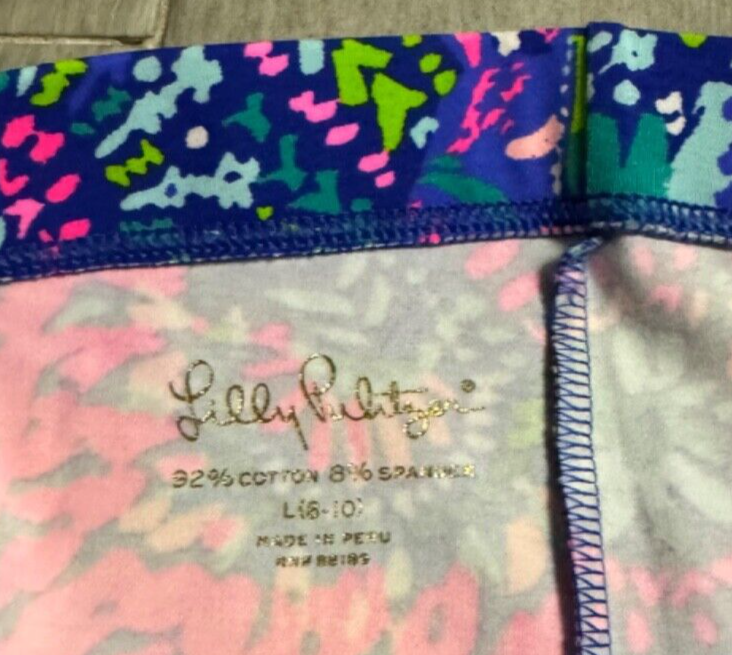 Lilly Pulitzer®
92% COTTON 8% SPANDEX
L(8-10)
MADE IN PERU